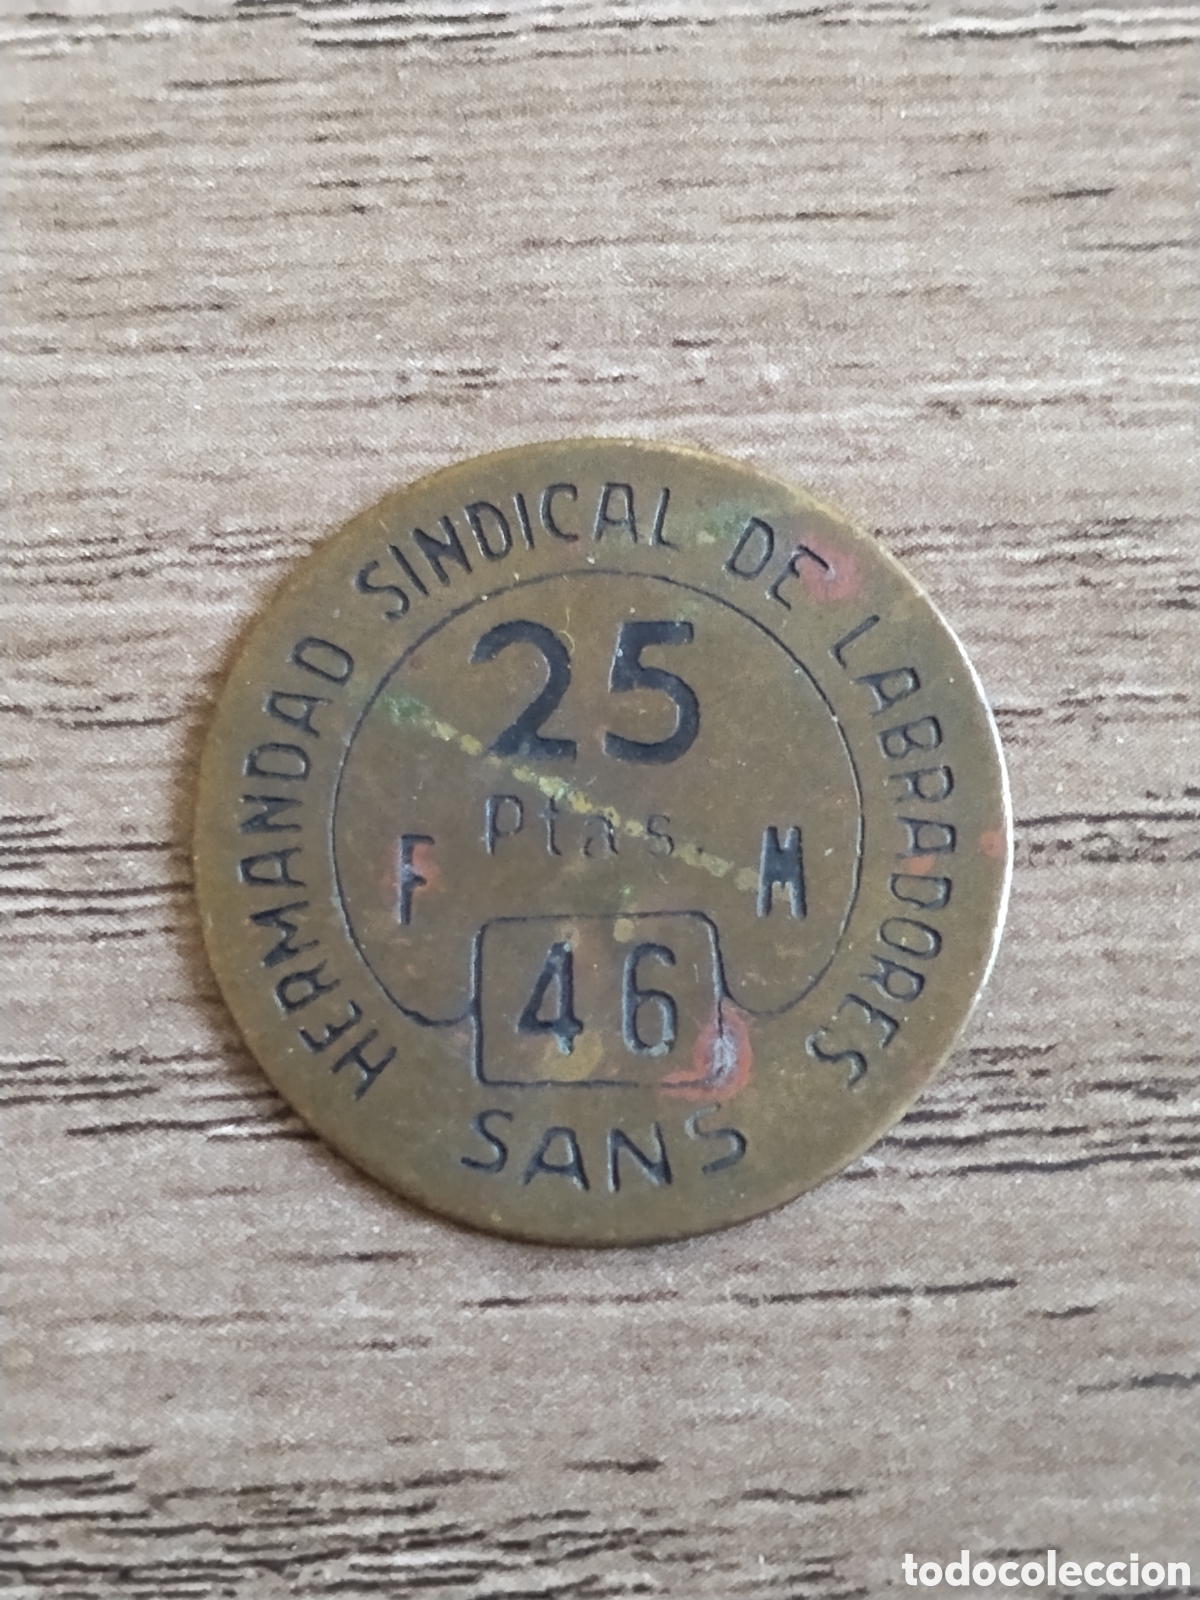 HERMANDAD SINDICAL DE LABRADORES
25
Ptas.
F M
46
SANS
todocoleccion